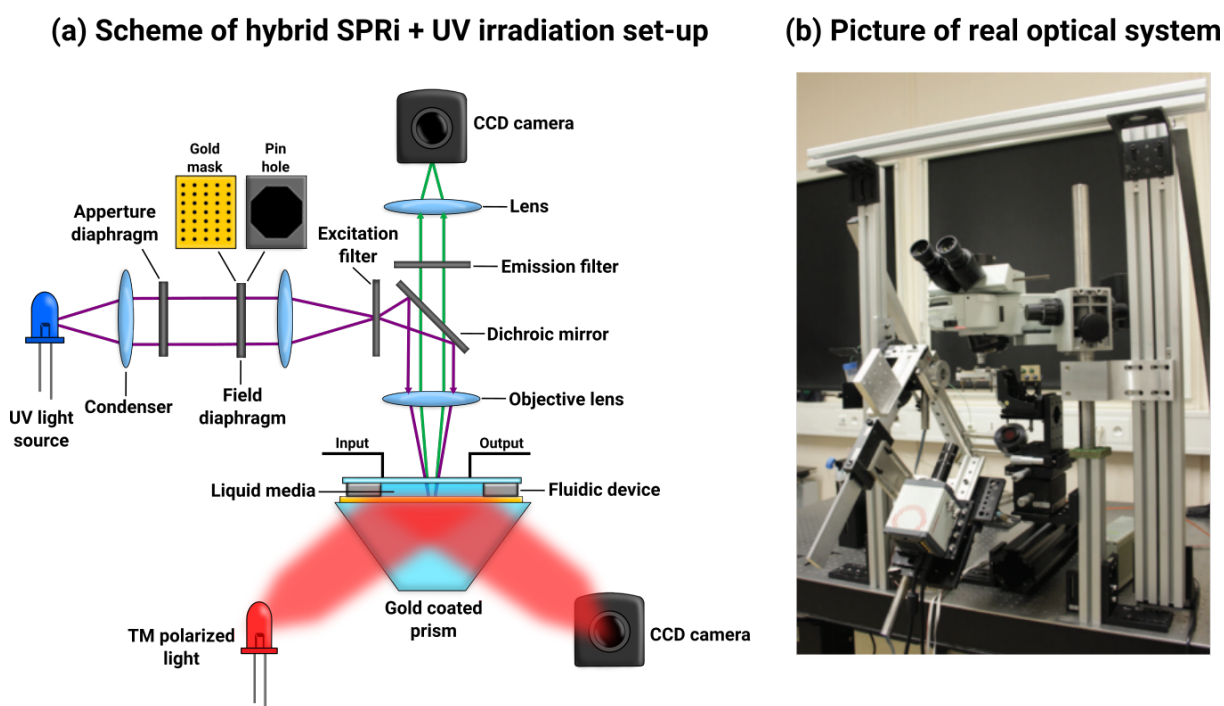 (a) Scheme of hybrid SPRi + UV irradiation set-up
(b) Picture of real optical system
CCD camera
Gold
mask
Pin
hole
Lens
Apperture
diaphragm
Excitation
filter
Emission filter
Dichroic mirror
Condenser
Field
diaphragm
Objective lens
UV light
source
Input
Output
Liquid media
Fluidic device
Gold coated
prism
TM polarized
light
CCD camera